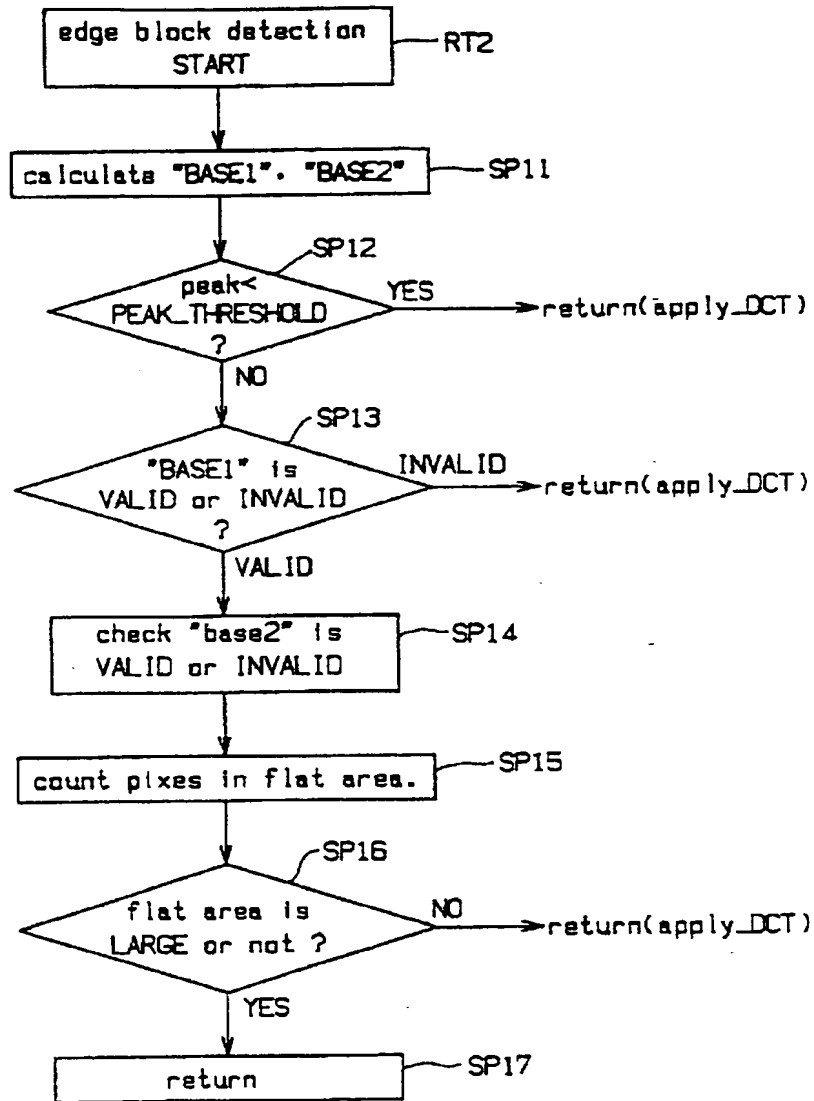 edge block detection
START
RT2
calculate "BASE1". "BASE2"
SP11
SP12
peak<
PEAK_THRESHOLD
?
YES
return(apply_DCT)
NO
SP13
"BASE1" is
VALID or INVALID
?
INVALID
return(apply_DCT)
VALID
check "base2" is
VALID or INVALID
SP14
count pixes in flat area.
SP15
SP16
flat area is
LARGE or not ?
NO
return(apply_DCT)
YES
return
SP17